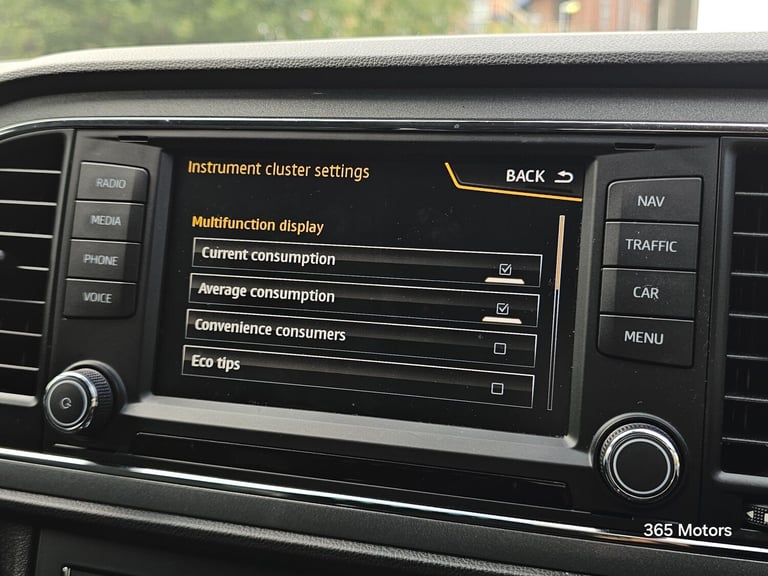 Instrument cluster settings
BACK
Multifunction display
Current consumption
Average consumption
Convenience consumers
Eco tips
RADIO
MEDIA
PHONE
VOICE
NAV
TRAFFIC
CAR
MENU
365 Motors